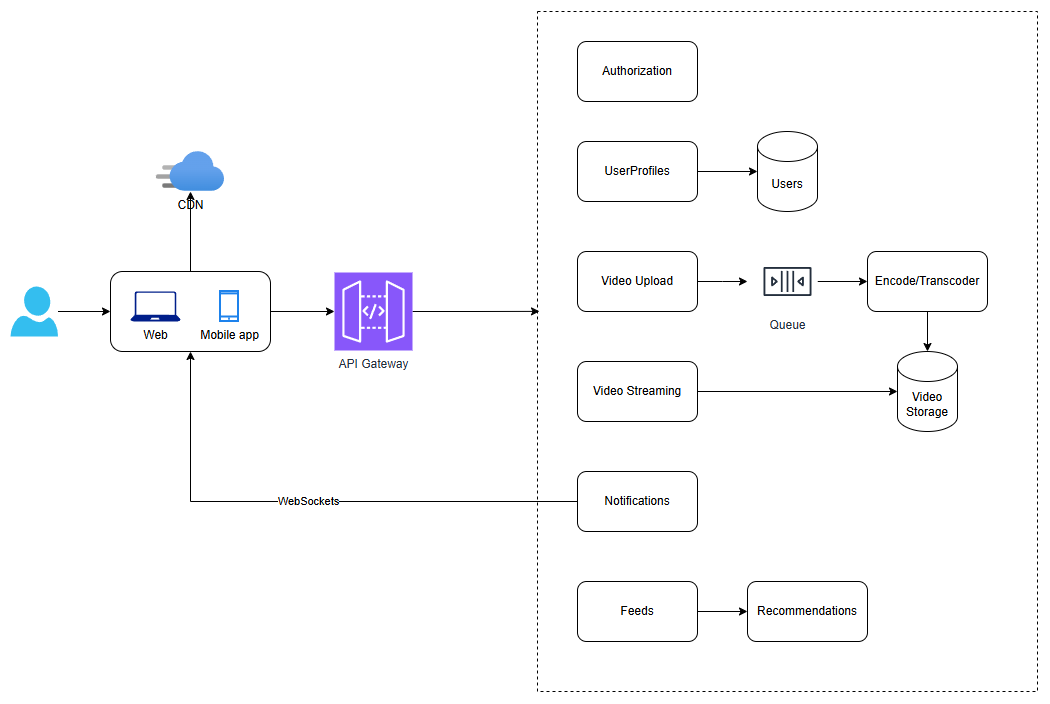 Authorization
UserProfiles
Users
CDN
Video Upload
Encode/Transcoder
Queue
Web
Mobile app
API Gateway
Video Streaming
Video
Storage
WebSockets
Notifications
Feeds
Recommendations